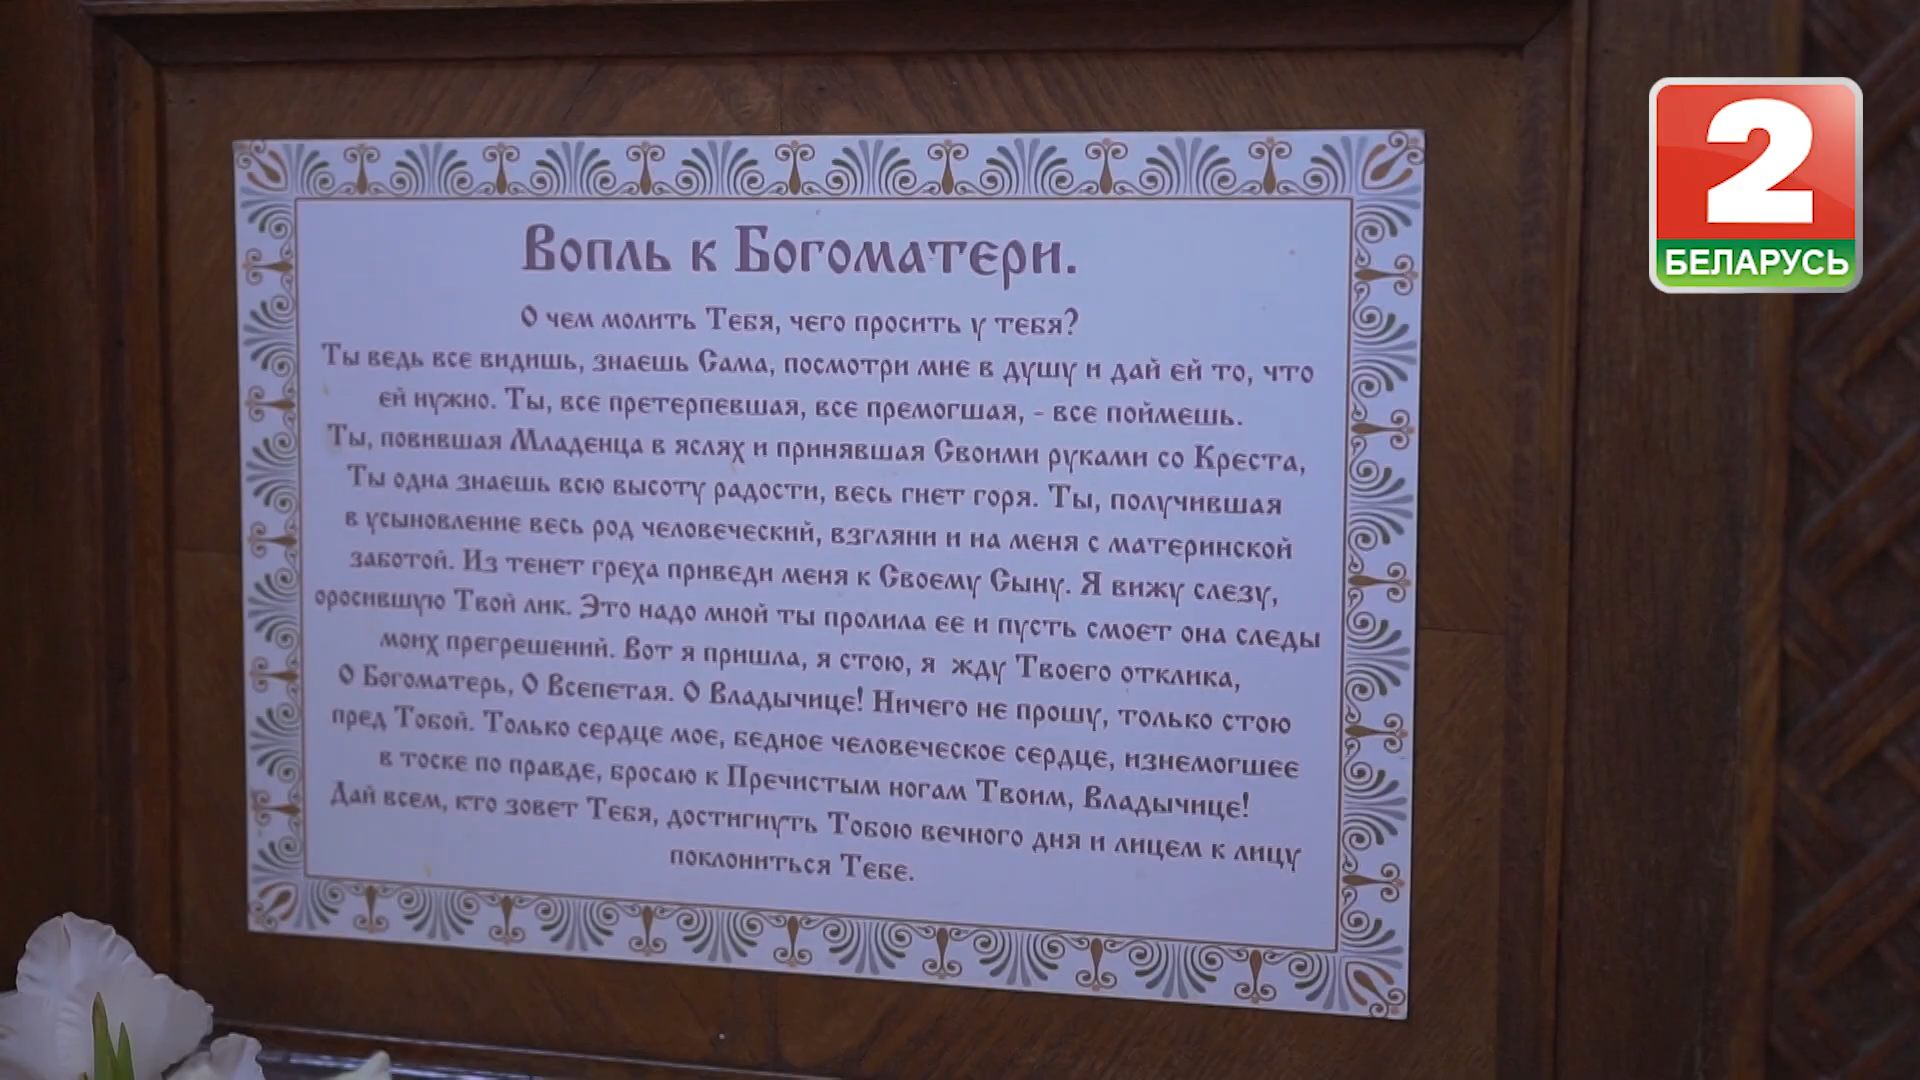 Вопль к Богоматери.
О чем молить Тебя, чего просить у тебя?
Ты ведь все видишь, знаешь Сама, посмотри мне в душу и дай ей то, что
ей нужно. Ты, все претерпевшая, все премогшая, - все поймешь.
Ты, повившая Младенца в яслях и принявшая Своими руками со Креста,
Ты одна знаешь всю высоту радости, весь гнет горя. Ты, получившая
в усыновление весь род человеческий, взгляни и на меня с материнской
заботой. Из тенет греха приведи меня к Своему Сыну. Я вижу слезу,
оросившую Твой лик. Это надо мной ты пролила ее и пусть смоет она следы
моих прегрешений. Вот я пришла, я стою, я жду Твоего отклика,
О Богоматерь, О Всепетая. О Владычице! Ничего не прошу, только стою
пред Тобой. Только сердце мое, бедное человеческое сердце, изнемогшее
в тоске по правде, бросаю к Пречистым ногам Твоим, Владычице!
Дай всем, кто зовет Тебя, достигнуть Тобою вечного дня и лицем к лицу
поклониться Тебе.
2
БЕЛАРУСЬ